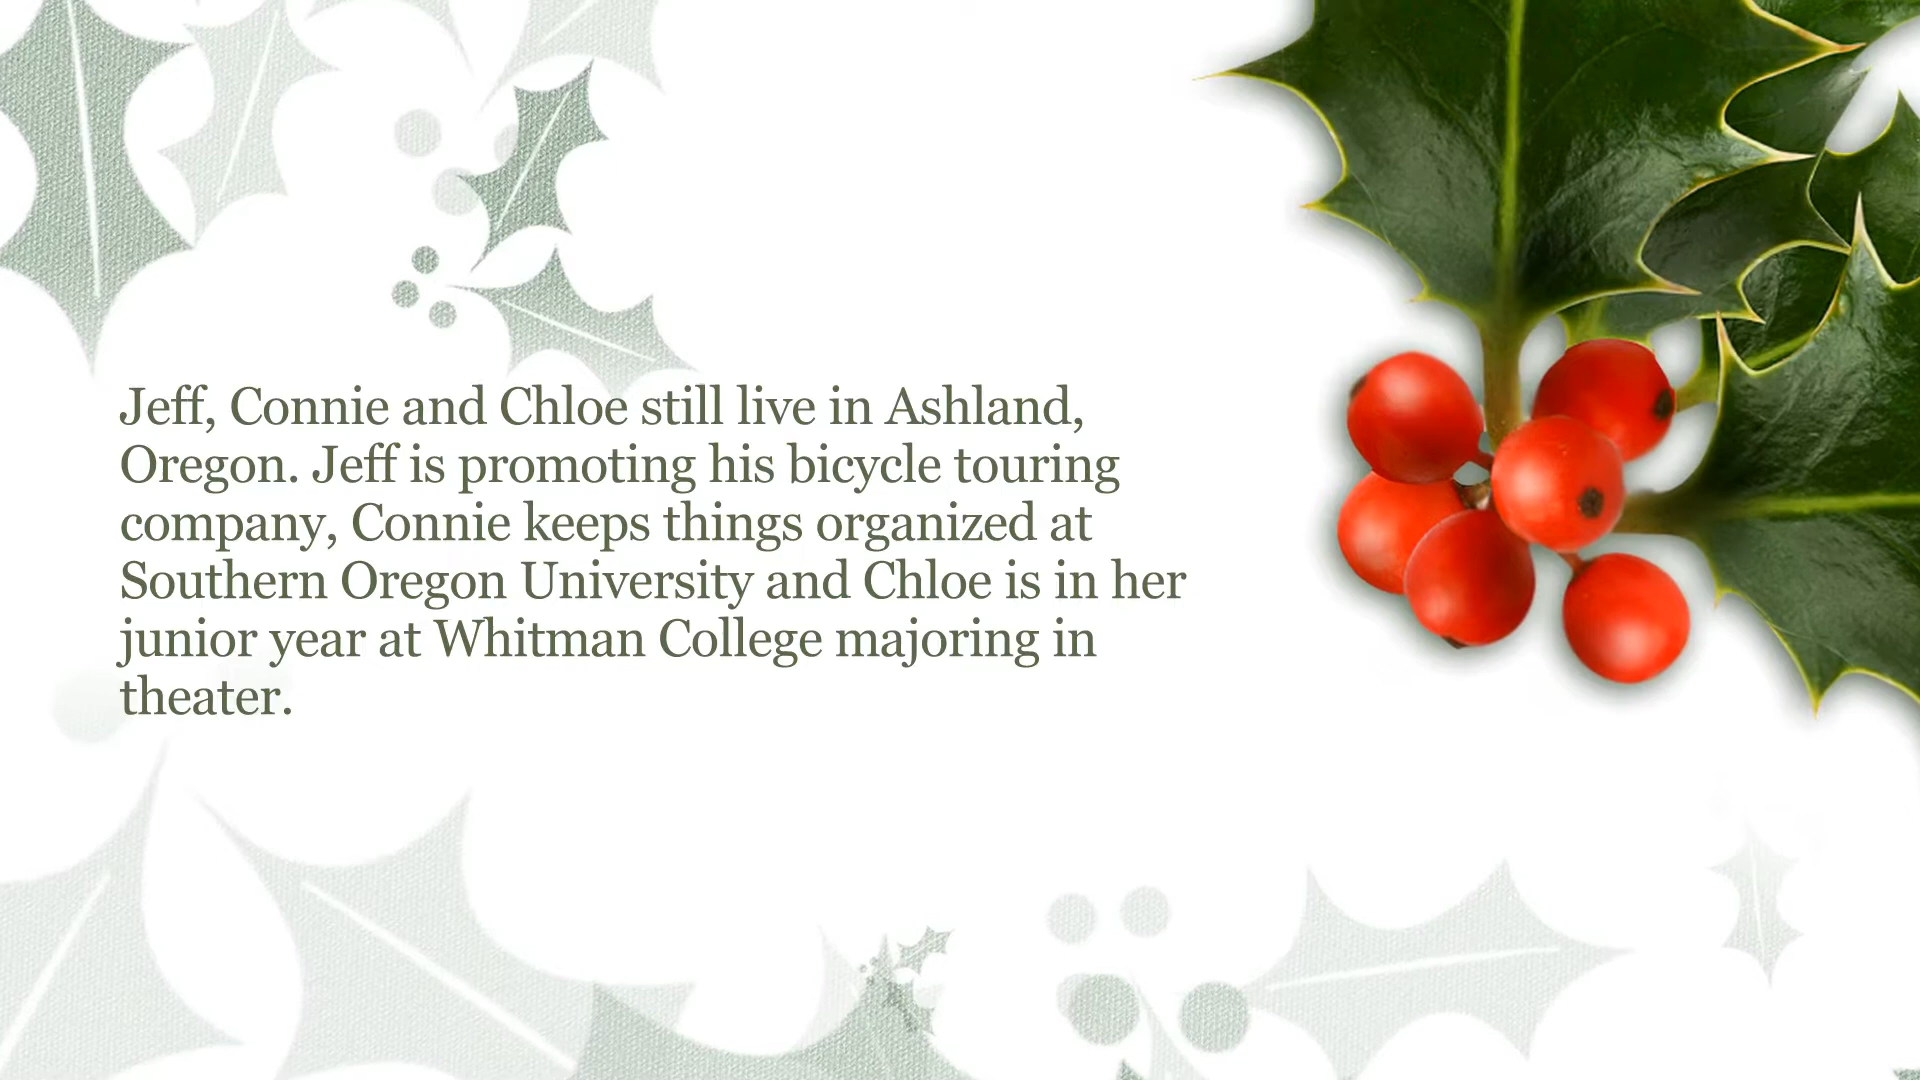 Jeff, Connie and Chloe still live in Ashland,
Oregon. Jeff is promoting his bicycle touring
company, Connie keeps things organized at
Southern Oregon University and Chloe is in her
junior year at Whitman College majoring in
theater.